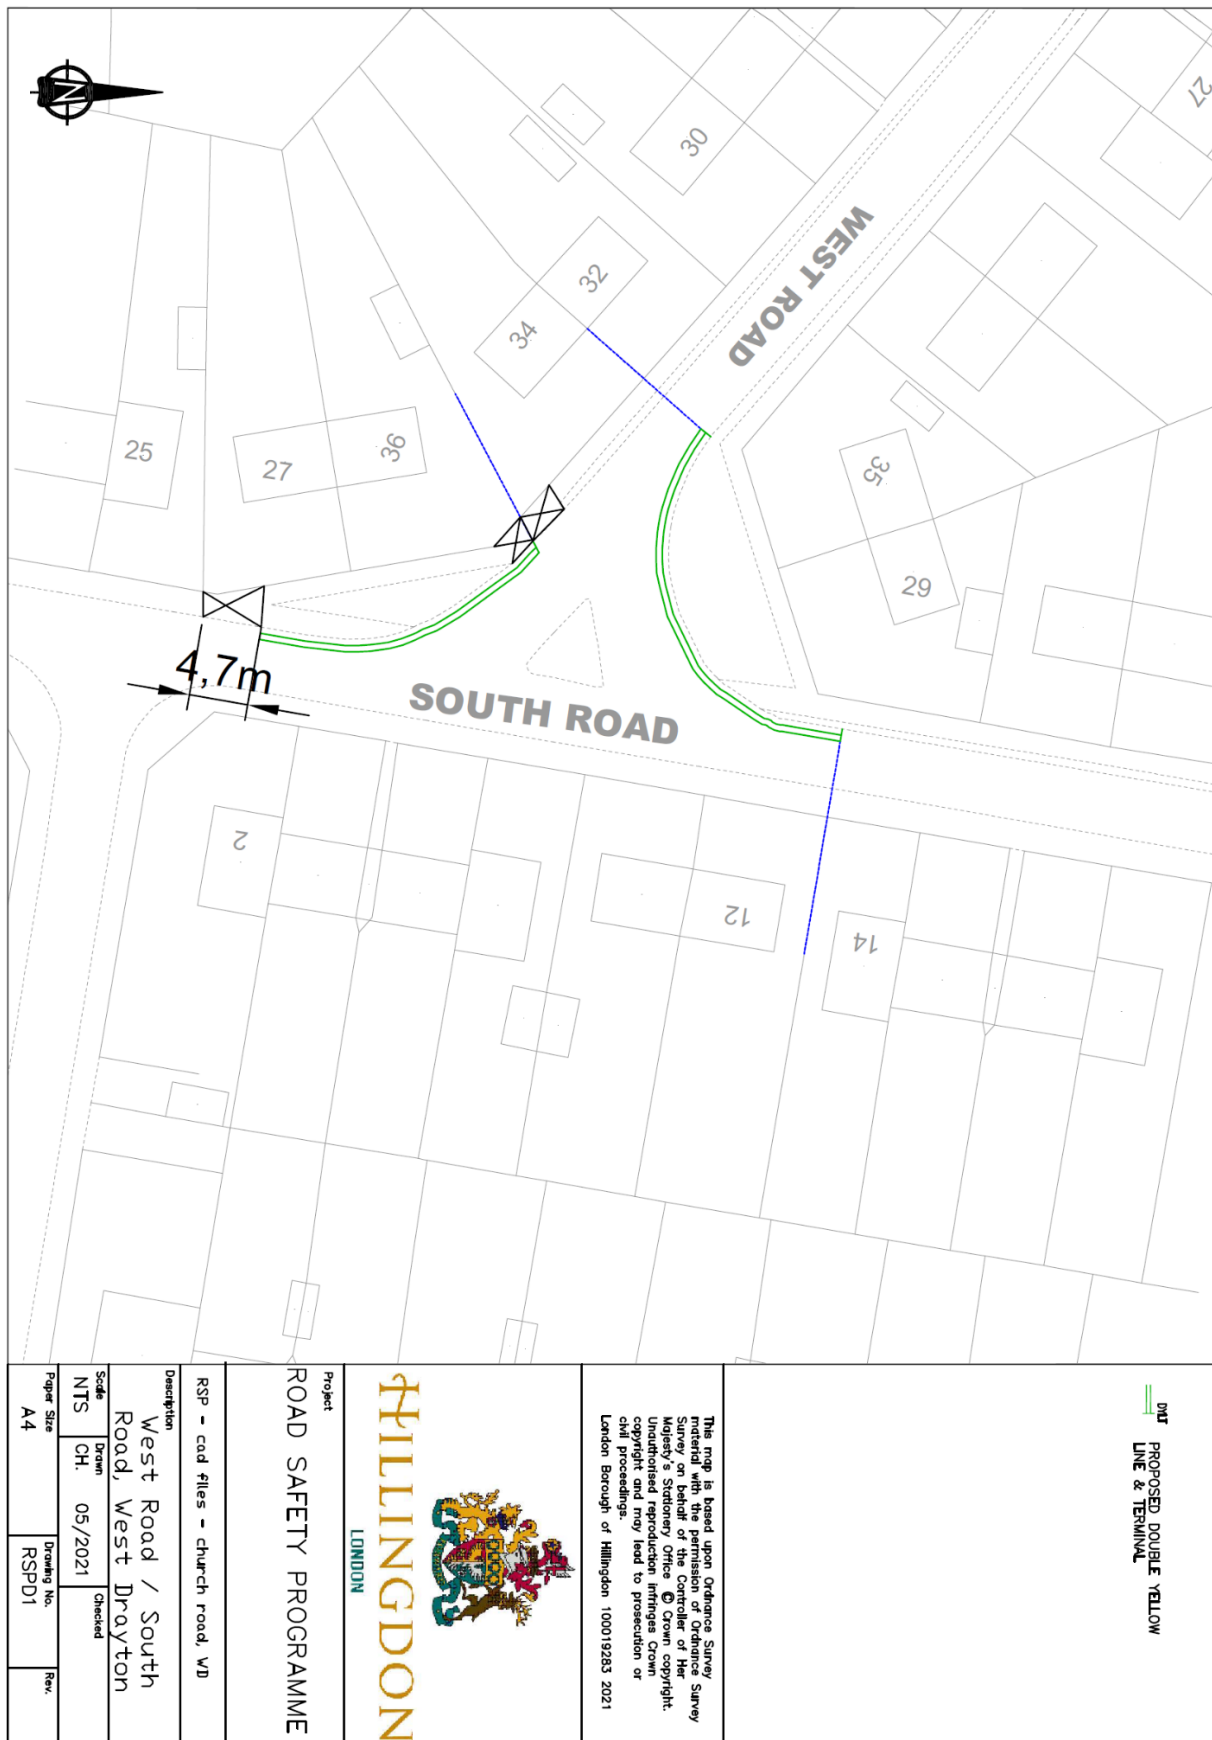 N
30
27
WEST ROAD
32
34
35
29
25
27
36
4,7m
SOUTH ROAD
2
12
14
DYLT
PROPOSED DOUBLE YELLOW
LINE & TERMINAL
This map is based upon Ordnance Survey
material with the permission of Ordnance Survey
Survey on behalf of the Controller of Her
Majesty's Stationery Office © Crown copyright.
Unauthorised reproduction infringes Crown
copyright and may lead to prosecution or
civil proceedings.
London Borough of Hillingdon 100019283 2021
HILLINGDON
LONDON
Project
ROAD SAFETY PROGRAMME
RSP - cad files - church road, WD
Description
West Road / South
Road, West Drayton
Scale
NTS
Drawn
CH. 05/2021
Checked
Paper Size
A4
Drawing No.
RSPD1
Rev.